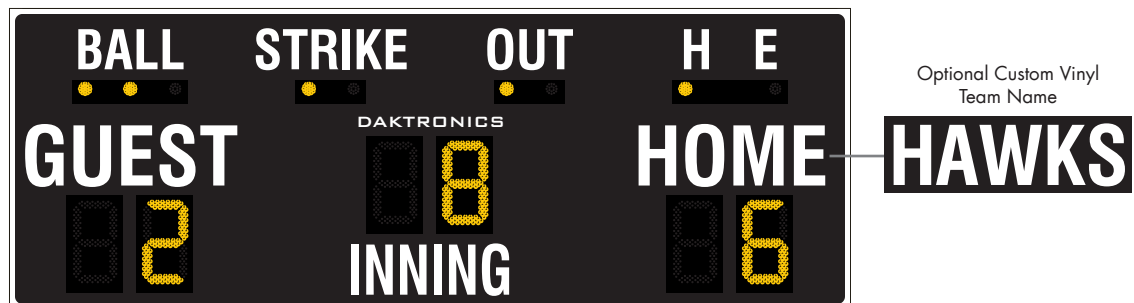 BALL STRIKE OUT H E
DAKTRONICS
GUEST HOME
2 8 6
INNING
Optional Custom Vinyl
Team Name
HAWKS